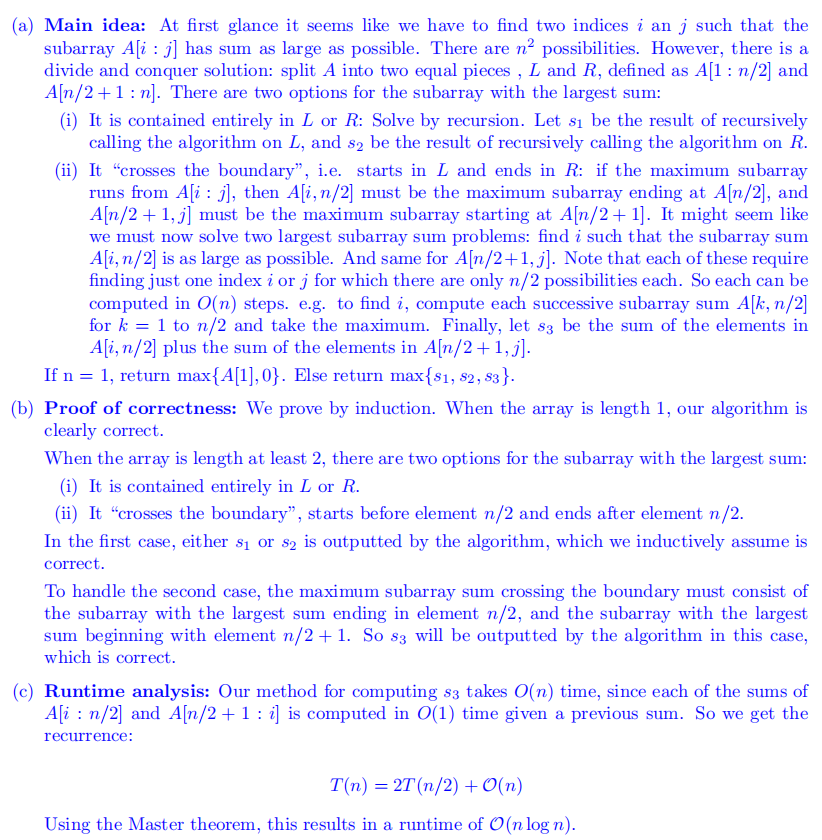 (a) Main idea: At first glance it seems like we have to find two indices i an j such that the
subarray A[i : j] has sum as large as possible. There are n² possibilities. However, there is a
divide and conquer solution: split A into two equal pieces , L and R, defined as A[1 : n/2] and
A[n/2 + 1 : n]. There are two options for the subarray with the largest sum:
(i) It is contained entirely in L or R: Solve by recursion. Let s₁ be the result of recursively
calling the algorithm on L, and s₂ be the result of recursively calling the algorithm on R.
(ii) It “crosses the boundary”, i.e. starts in L and ends in R: if the maximum subarray
runs from A[i : j], then A[i, n/2] must be the maximum subarray ending at A[n/2], and
A[n/2 + 1, j] must be the maximum subarray starting at A[n/2 + 1]. It might seem like
we must now solve two largest subarray sum problems: find i such that the subarray sum
A[i, n/2] is as large as possible. And same for A[n/2+1, j]. Note that each of these require
finding just one index i or j for which there are only n/2 possibilities each. So each can be
computed in O(n) steps. e.g. to find i, compute each successive subarray sum A[k, n/2]
for k = 1 to n/2 and take the maximum. Finally, let s₃ be the sum of the elements in
A[i, n/2] plus the sum of the elements in A[n/2 + 1, j].
If n = 1, return max{A[1], 0}. Else return max{s₁, s₂, s₃}.
(b) Proof of correctness: We prove by induction. When the array is length 1, our algorithm is
clearly correct.
When the array is length at least 2, there are two options for the subarray with the largest sum:
(i) It is contained entirely in L or R.
(ii) It “crosses the boundary”, starts before element n/2 and ends after element n/2.
In the first case, either s₁ or s₂ is outputted by the algorithm, which we inductively assume is
correct.
To handle the second case, the maximum subarray sum crossing the boundary must consist of
the subarray with the largest sum ending in element n/2, and the subarray with the largest
sum beginning with element n/2 + 1. So s₃ will be outputted by the algorithm in this case,
which is correct.
(c) Runtime analysis: Our method for computing s₃ takes O(n) time, since each of the sums of
A[i : n/2] and A[n/2 + 1 : i] is computed in O(1) time given a previous sum. So we get the
recurrence:
T(n) = 2T(n/2) + O(n)
Using the Master theorem, this results in a runtime of O(n log n).